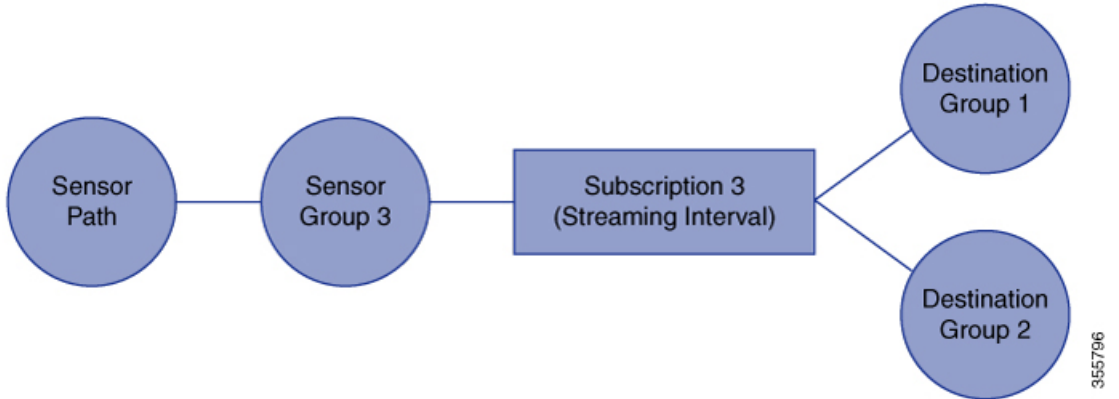 Sensor
Path
Sensor
Group 3
Subscription 3
(Streaming Interval)
Destination
Group 1
Destination
Group 2
355796